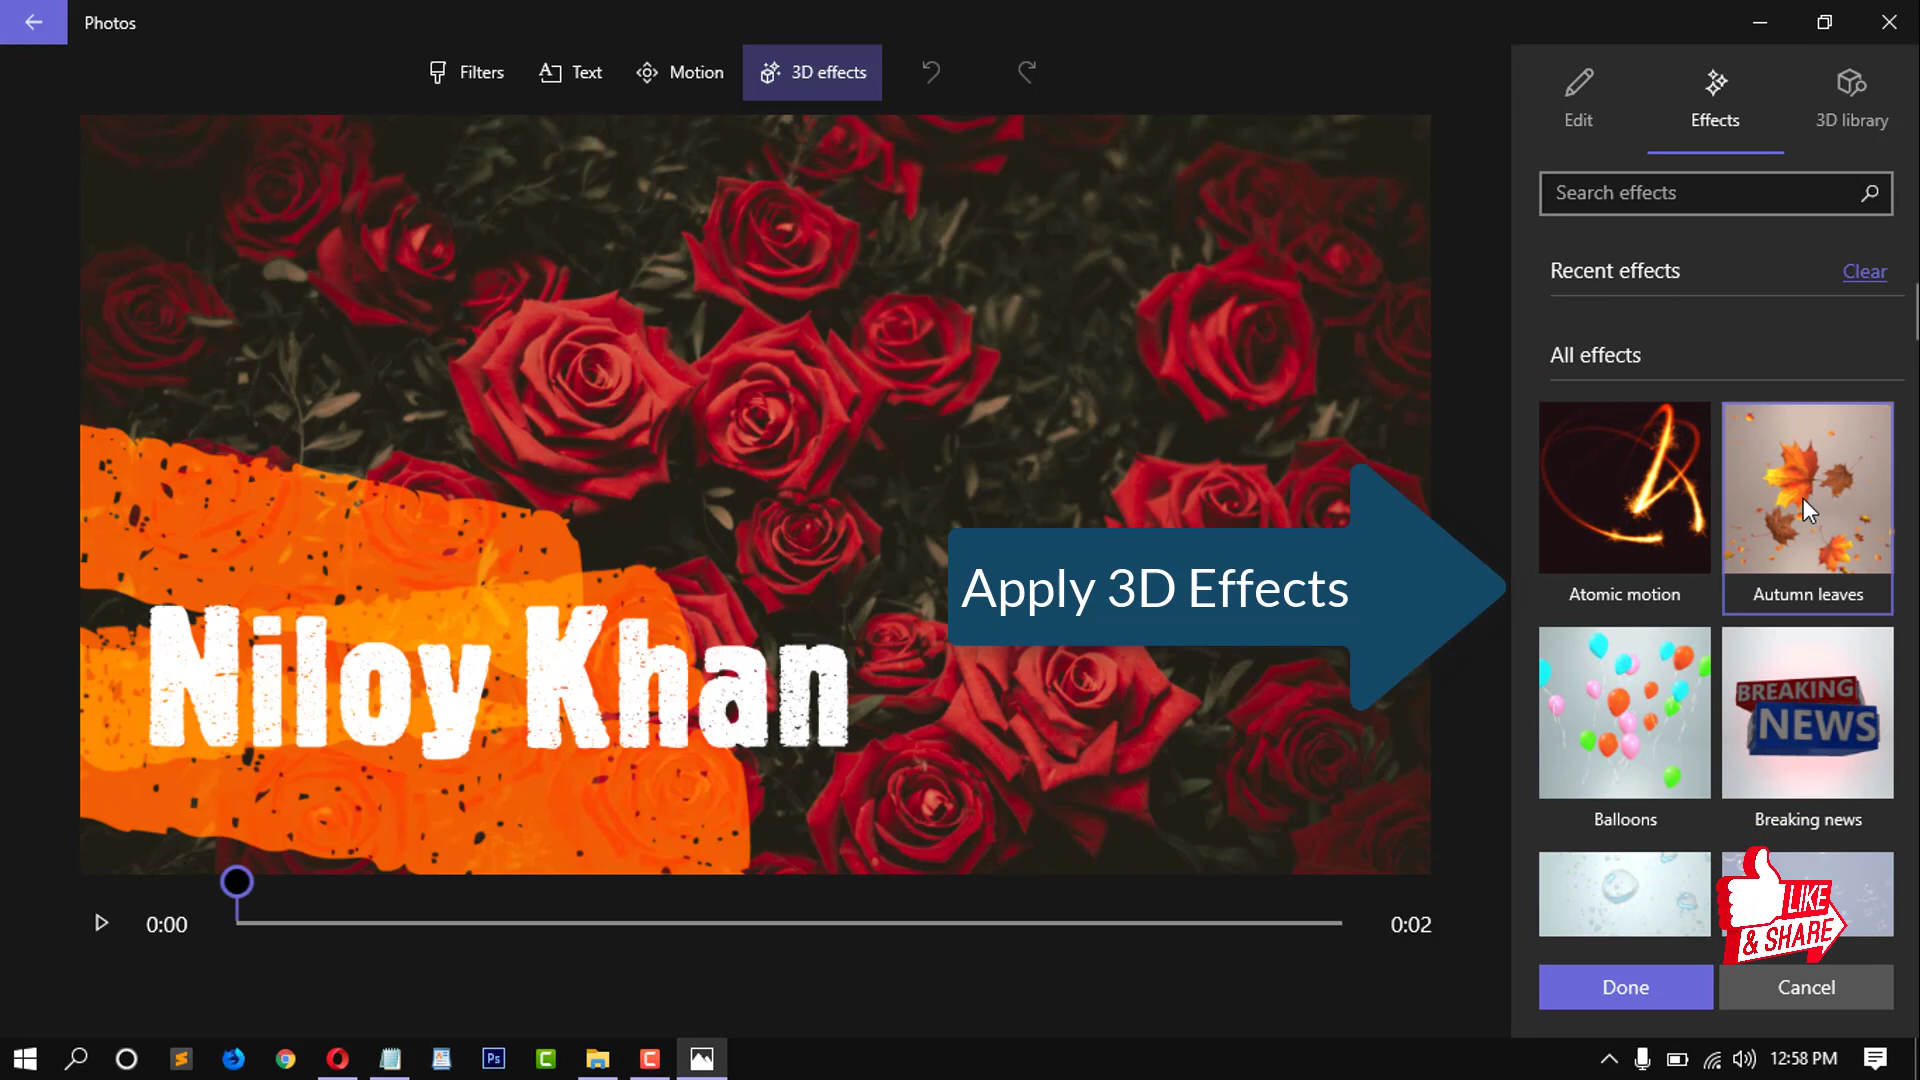 Photos
Filters
Text
Motion
3D effects
Edit
Effects
3D library
Search effects
Recent effects
Clear
All effects
Atomic motion
Autumn leaves
BREAKING
NEWS
Balloons
Breaking news
Apply 3D Effects
Niloy Khan
LIKE
& SHARE
0:00
0:02
Done
Cancel
Ps
C
C
12:58 PM